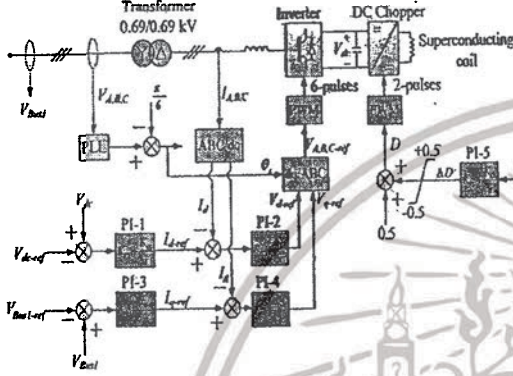 Transformer
0.69/0.69 kV
Inverter
DC Chopper
V_dc
Superconducting
coil
6-pulses
2-pulses
V_Bus1
V_A,B,C
π/6
I_A,B,C
PLL
ABC
V_A,B,C-ref
D
+0.5
-0.5
PI-5
ΔD
0.5
θ
ABC
V_d-ref
V_q-ref
V_dc
I_d
V_dc-ref
PI-1
I_d-ref
PI-2
I_q
V_Bus1-ref
PI-3
I_q-ref
PI-4
V_Bus1